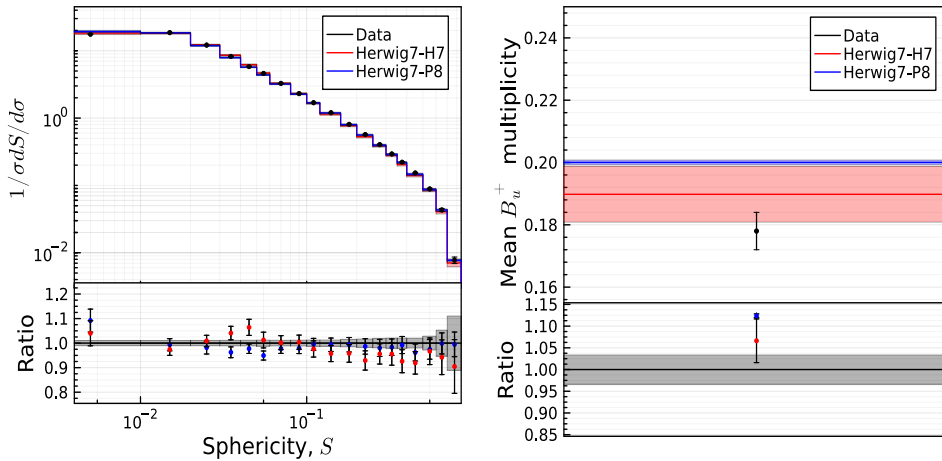 Data
Herwig7-H7
Herwig7-P8
10^0
10^{-2}
1/σdS/dσ
1.2
1.1
1.0
0.9
0.8
Ratio
10^{-2}
10^{-1}
Sphericity, S
Data
Herwig7-H7
Herwig7-P8
0.24
0.22
0.20
0.18
0.16
Mean B_u^+ multiplicity
1.15
1.10
1.05
1.00
0.95
0.90
0.85
Ratio